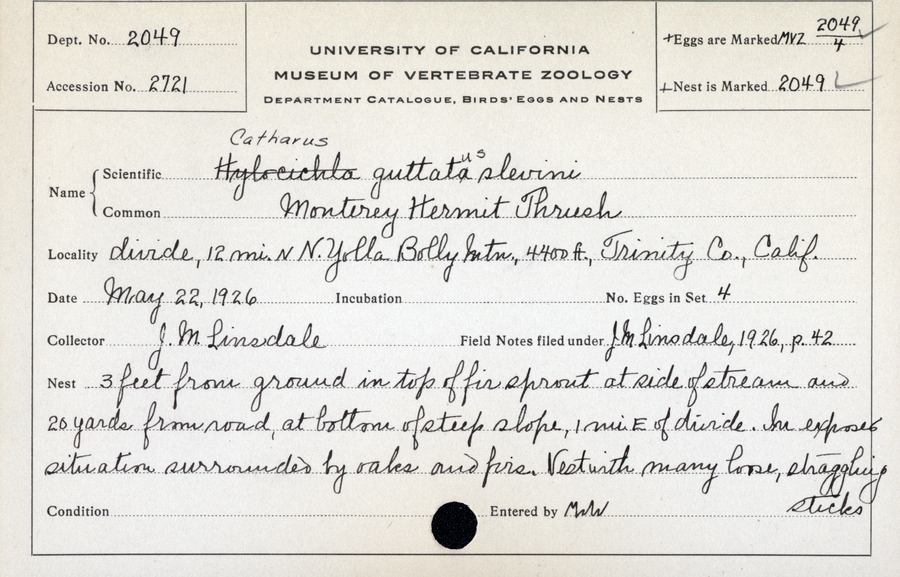 Dept. No. 2049
Accession No. 2721
UNIVERSITY OF CALIFORNIA
MUSEUM OF VERTEBRATE ZOOLOGY
DEPARTMENT CATALOGUE, BIRDS' EGGS AND NESTS
+Eggs are Marked MVZ 2049/4
+Nest is Marked 2049
Catharus
Name { Scientific Hylocichla guttata us slevini
Common Monterey Hermit Thrush
Locality divide, 12 mi. N N. Yolla Bolly Mtn., 4400 ft., Trinity Co., Calif.
Date May 22, 1926 Incubation No. Eggs in Set 4
Collector J. M. Linsdale Field Notes filed under J.M. Linsdale, 1926, p. 42
Nest 3 feet from ground in top of fir sprout at side of stream and
20 yards from road, at bottom of steep slope, 1 mi E of divide. In exposed
situation surrounded by oaks and firs. Nest with many loose, straggling
sticks
Condition Entered by